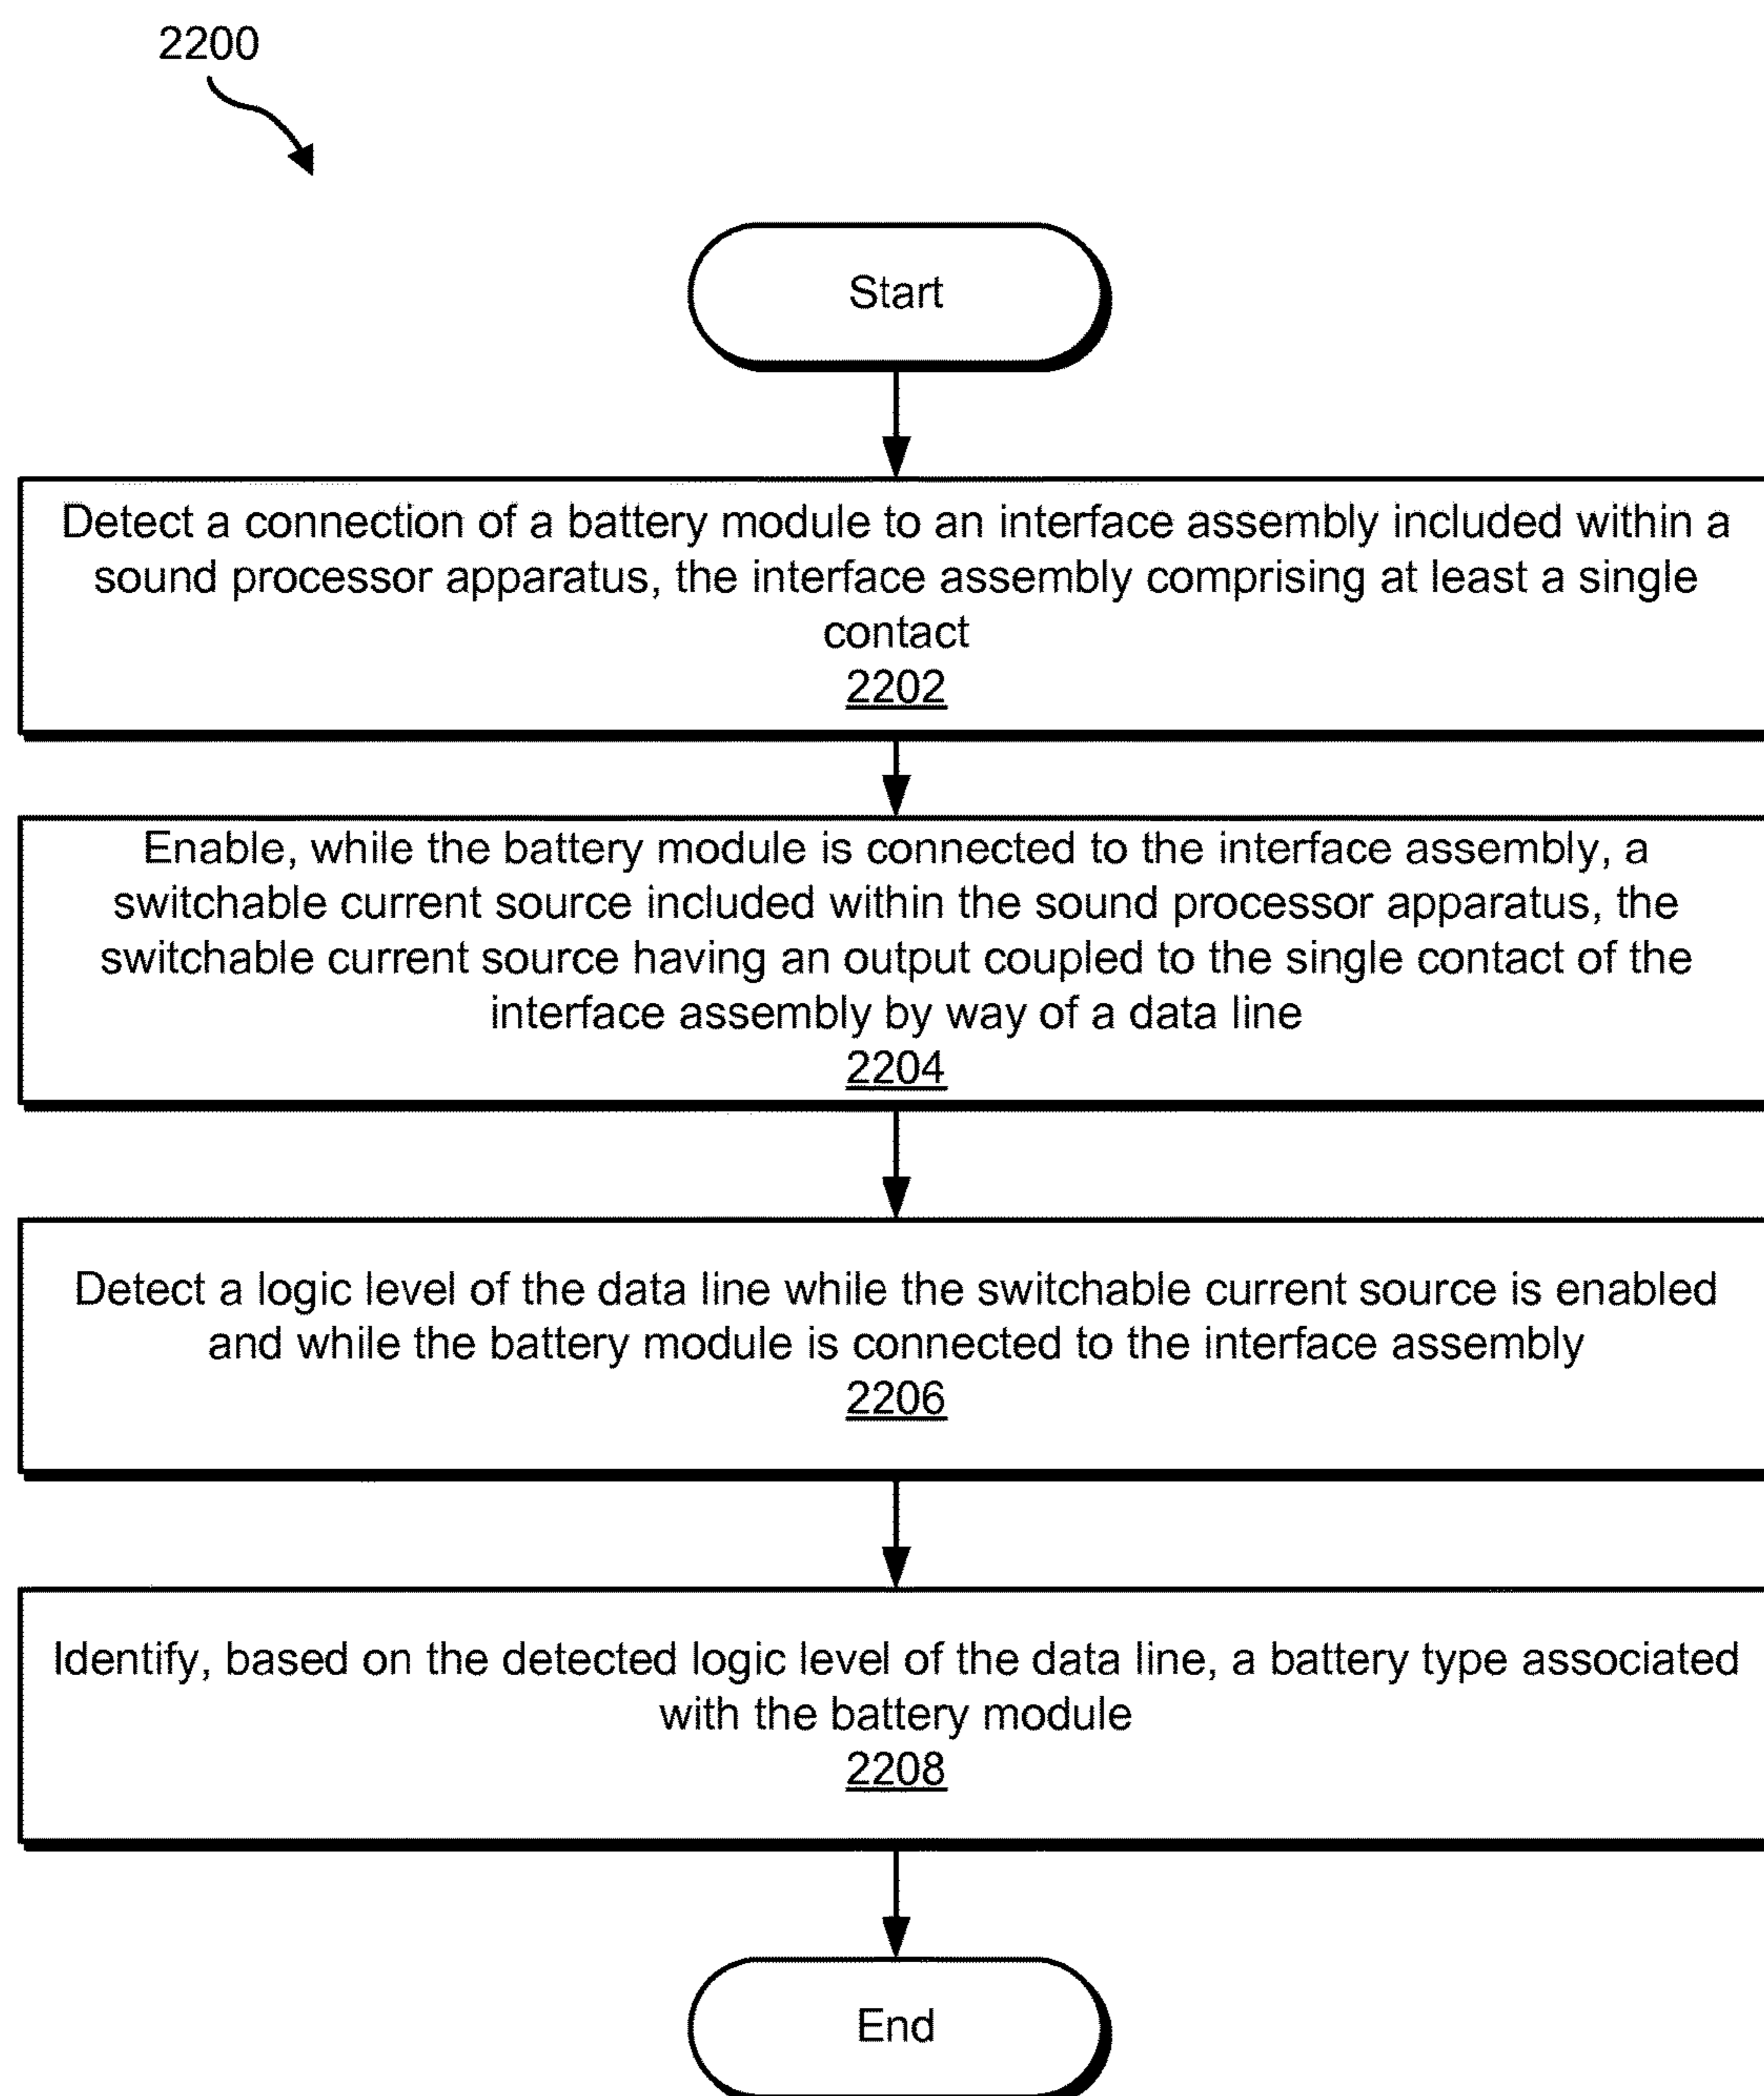 2200
Start
Detect a connection of a battery module to an interface assembly included within a
sound processor apparatus, the interface assembly comprising at least a single
contact
2202
Enable, while the battery module is connected to the interface assembly, a
switchable current source included within the sound processor apparatus, the
switchable current source having an output coupled to the single contact of the
interface assembly by way of a data line
2204
Detect a logic level of the data line while the switchable current source is enabled
and while the battery module is connected to the interface assembly
2206
Identify, based on the detected logic level of the data line, a battery type associated
with the battery module
2208
End